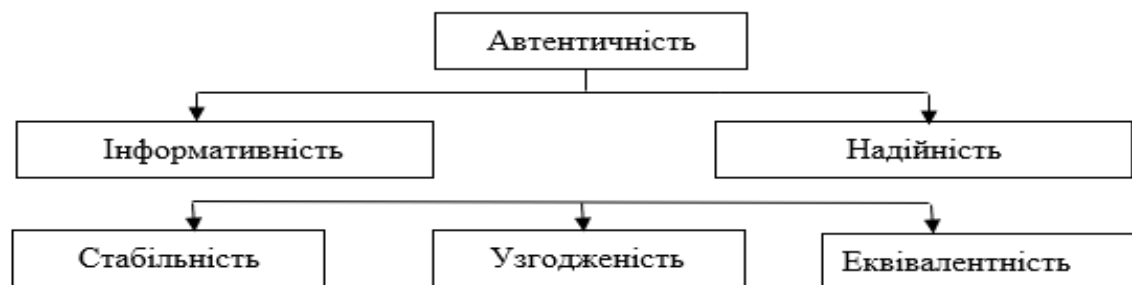 Автентичність
Інформативність
Надійність
Стабільність
Узгодженість
Еквівалентність